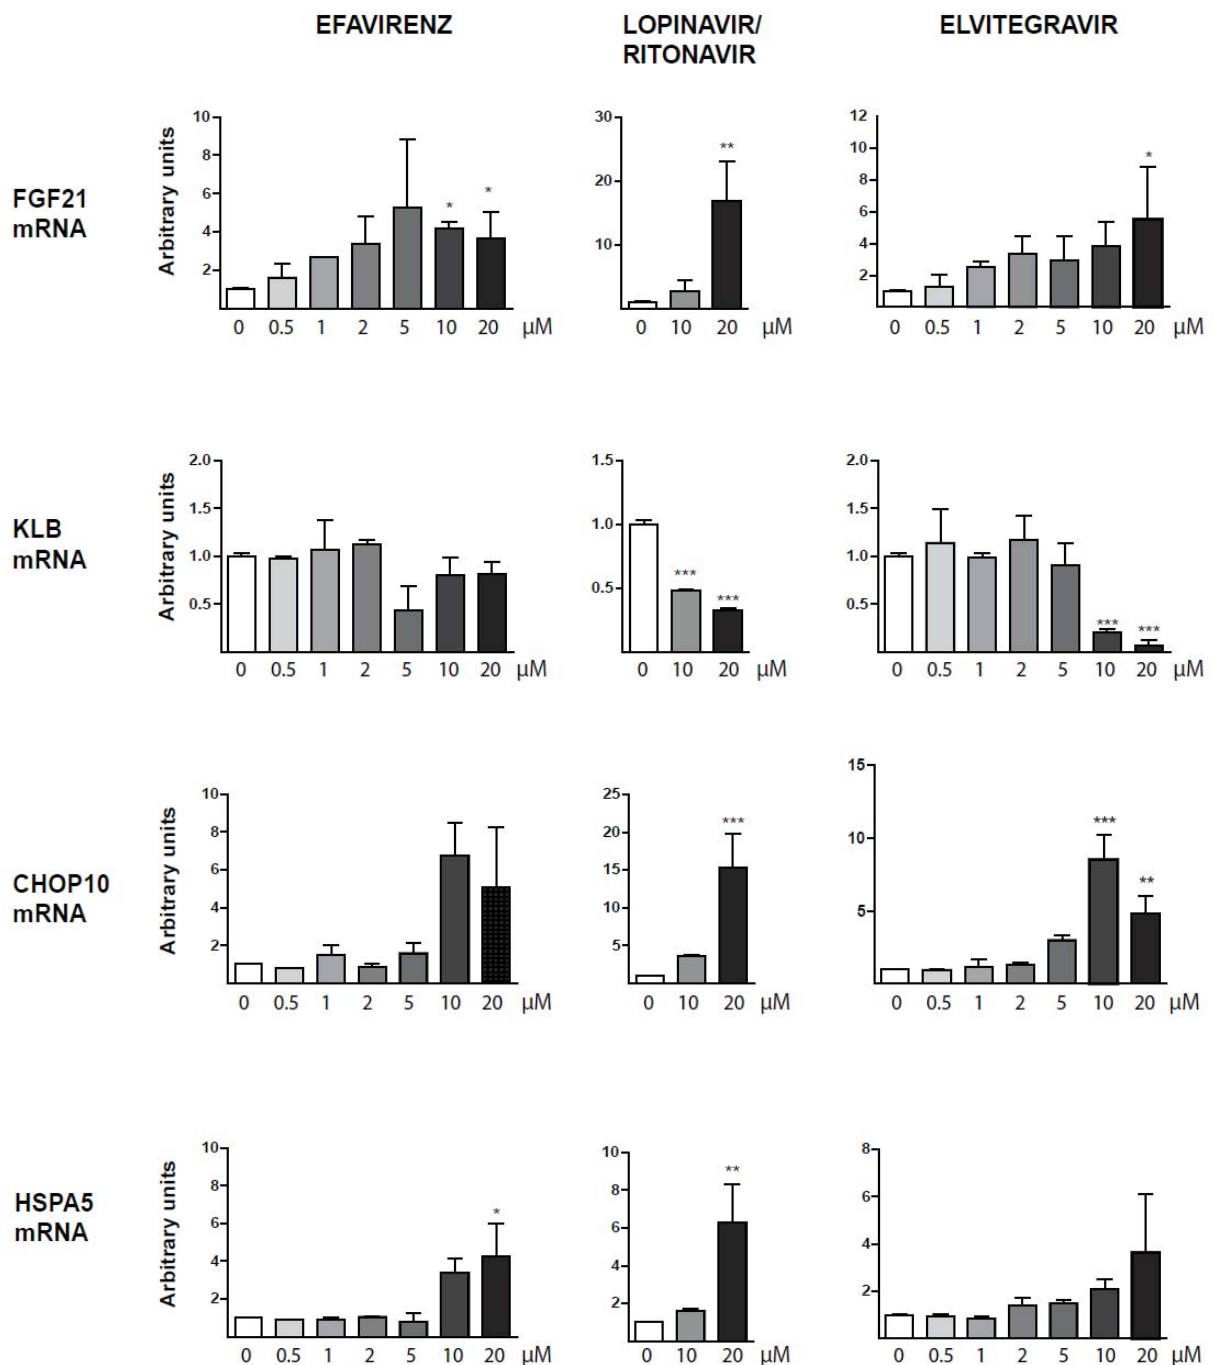 EFAVIRENZ
LOPINAVIR/
RITONAVIR
ELVITEGRAVIR
FGF21
mRNA
Arbitrary units
10
8
6
4
2
0 0.5 1 2 5 10 20 µM
* *
30
20
10
0 10 20 µM
**
12
10
8
6
4
2
0 0.5 1 2 5 10 20 µM
*
KLB
mRNA
Arbitrary units
2.0
1.5
1.0
0.5
0 0.5 1 2 5 10 20 µM
1.5
1.0
0.5
0 10 20 µM
*** ***
2.0
1.5
1.0
0.5
0 0.5 1 2 5 10 20 µM
*** ***
CHOP10
mRNA
Arbitrary units
10
8
6
4
2
0 0.5 1 2 5 10 20 µM
25
20
15
10
5
0 10 20 µM
***
15
10
5
0 0.5 1 2 5 10 20 µM
*** **
HSPA5
mRNA
Arbitrary units
10
8
6
4
2
0 0.5 1 2 5 10 20 µM
*
10
8
6
4
2
0 10 20 µM
**
8
6
4
2
0 0.5 1 2 5 10 20 µM